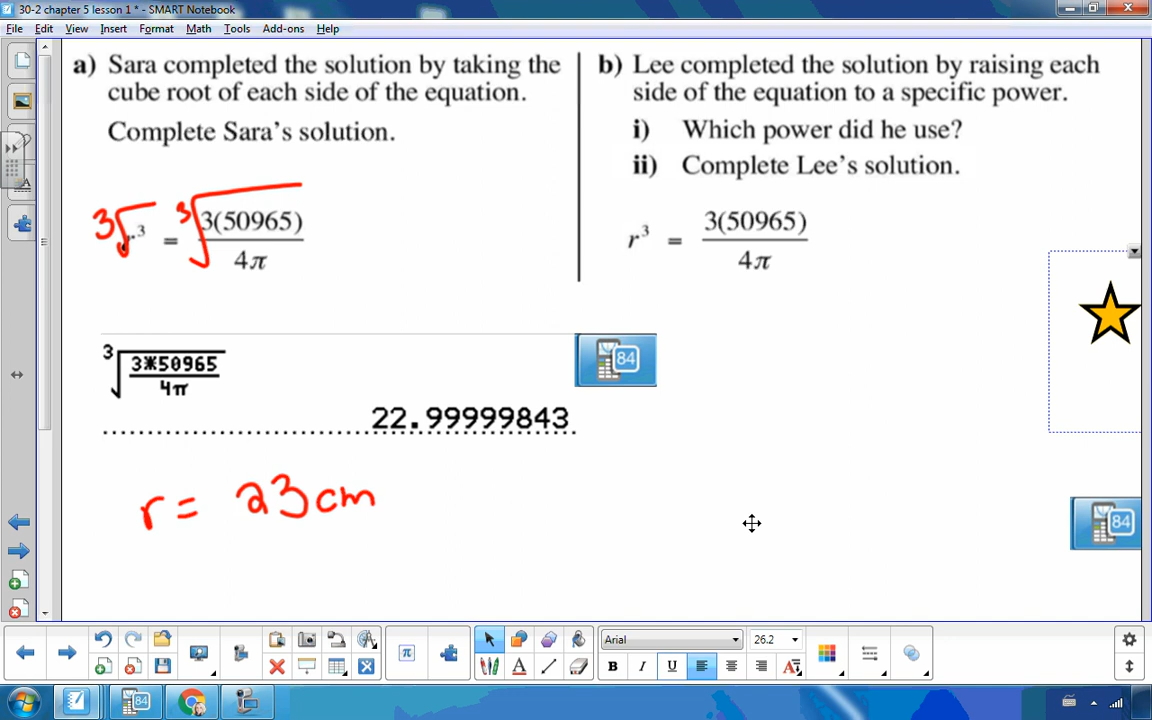 30-2 chapter 5 lesson 1 * - SMART Notebook
File Edit View Insert Format Math Tools Add-ons Help
a) Sara completed the solution by taking the
cube root of each side of the equation.
Complete Sara's solution.
∛r³ = ∛3(50965)
4π
3√ 3*50965
4π
22.99999843
r = 23cm
b) Lee completed the solution by raising each
side of the equation to a specific power.
i) Which power did he use?
ii) Complete Lee's solution.
r³ = 3(50965)
4π
84
84
π
A
Arial 26.2
B I U
84